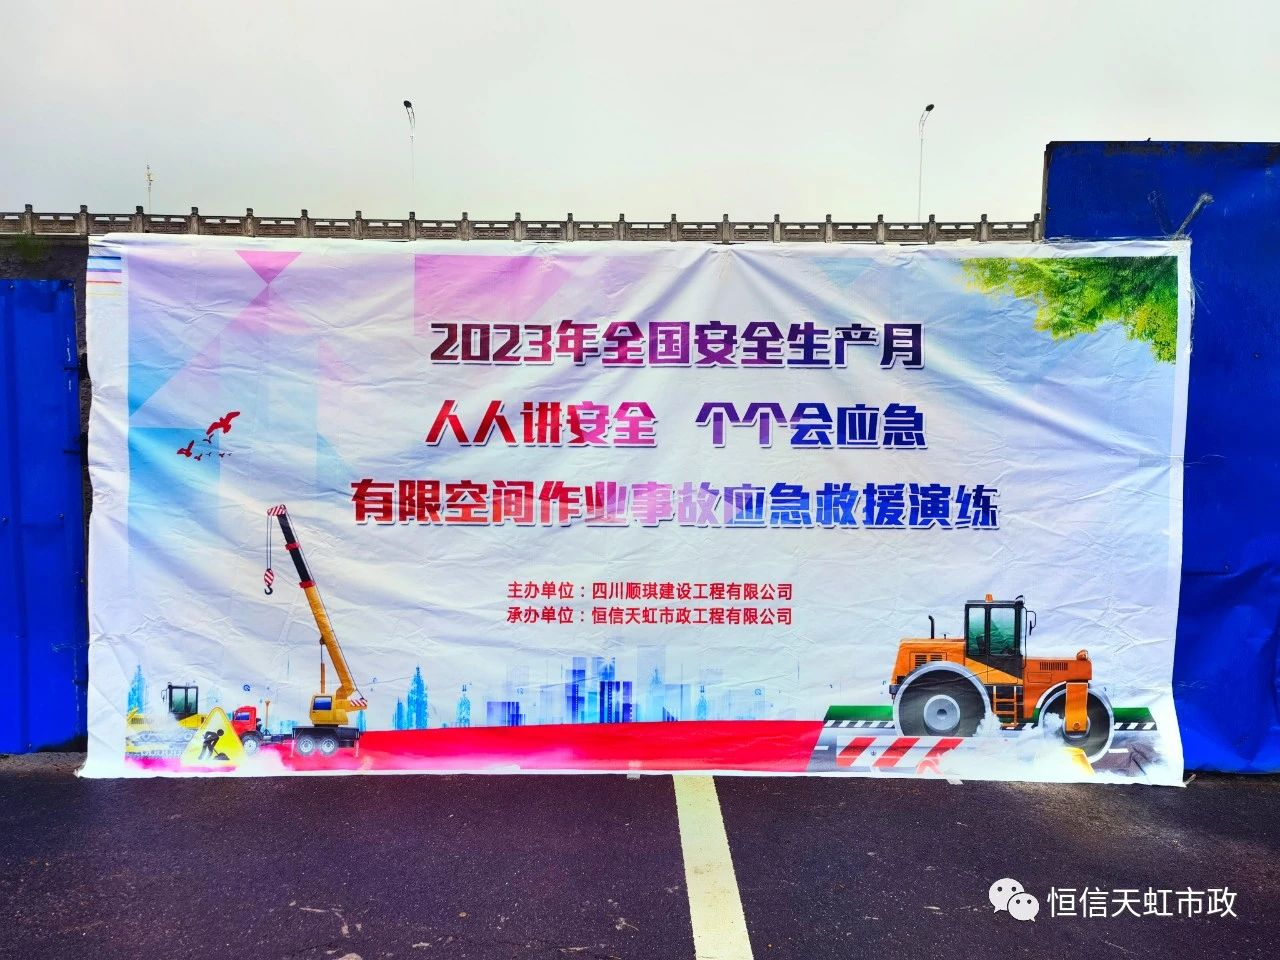 2023年全国安全生产月
人人讲安全 个个会应急
有限空间作业事故应急救援演练
主办单位：四川顺琪建设工程有限公司
承办单位：恒信天虹市政工程有限公司
恒信天虹市政